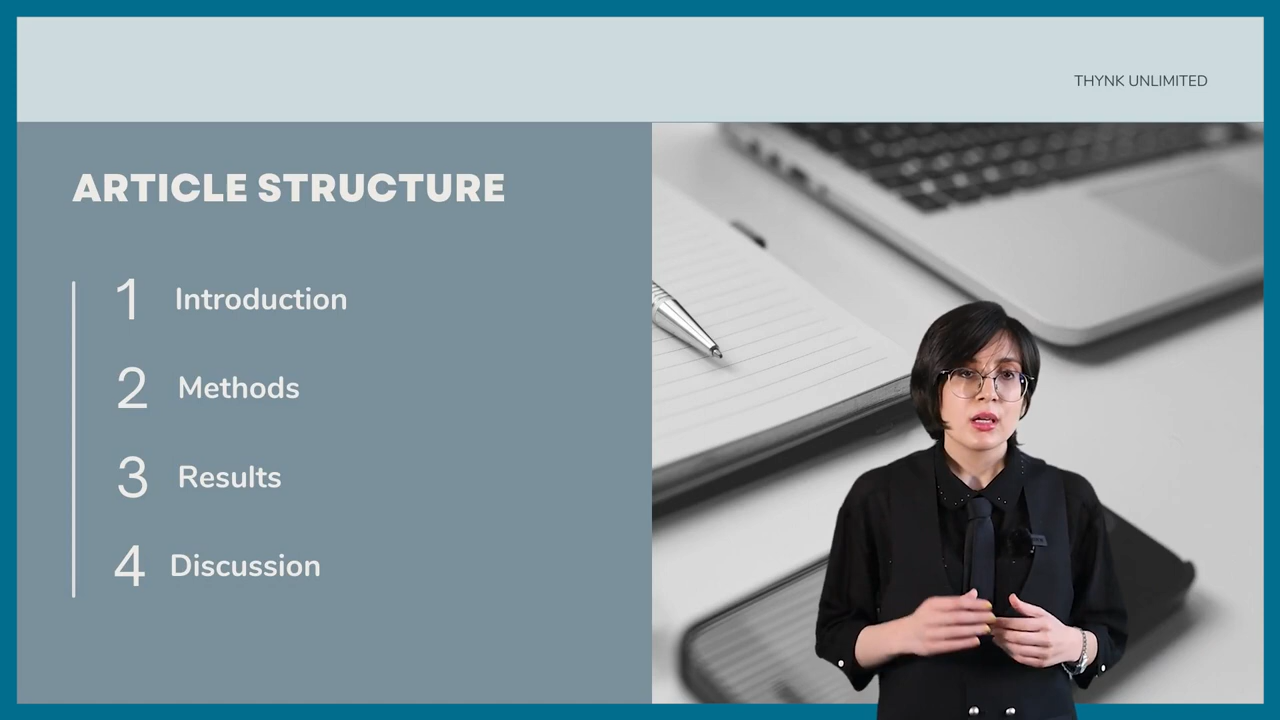 THYNK UNLIMITED
ARTICLE STRUCTURE
1 Introduction
2 Methods
3 Results
4 Discussion